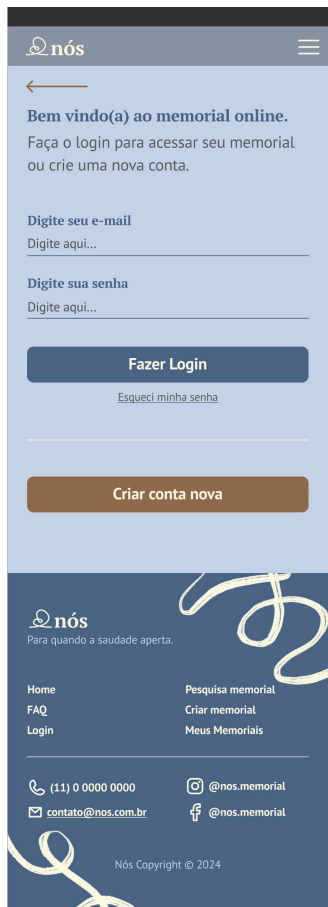 nós
Bem vindo(a) ao memorial online.
Faça o login para acessar seu memorial
ou crie uma nova conta.
Digite seu e-mail
Digite aqui...
Digite sua senha
Digite aqui...
Fazer Login
Esqueci minha senha
Criar conta nova
nós
Para quando a saudade aperta.
Home
FAQ
Login
Pesquisa memorial
Criar memorial
Meus Memoriais
(11) 0 0000 0000
contato@nos.com.br
@nos.memorial
@nos.memorial
Nós Copyright © 2024